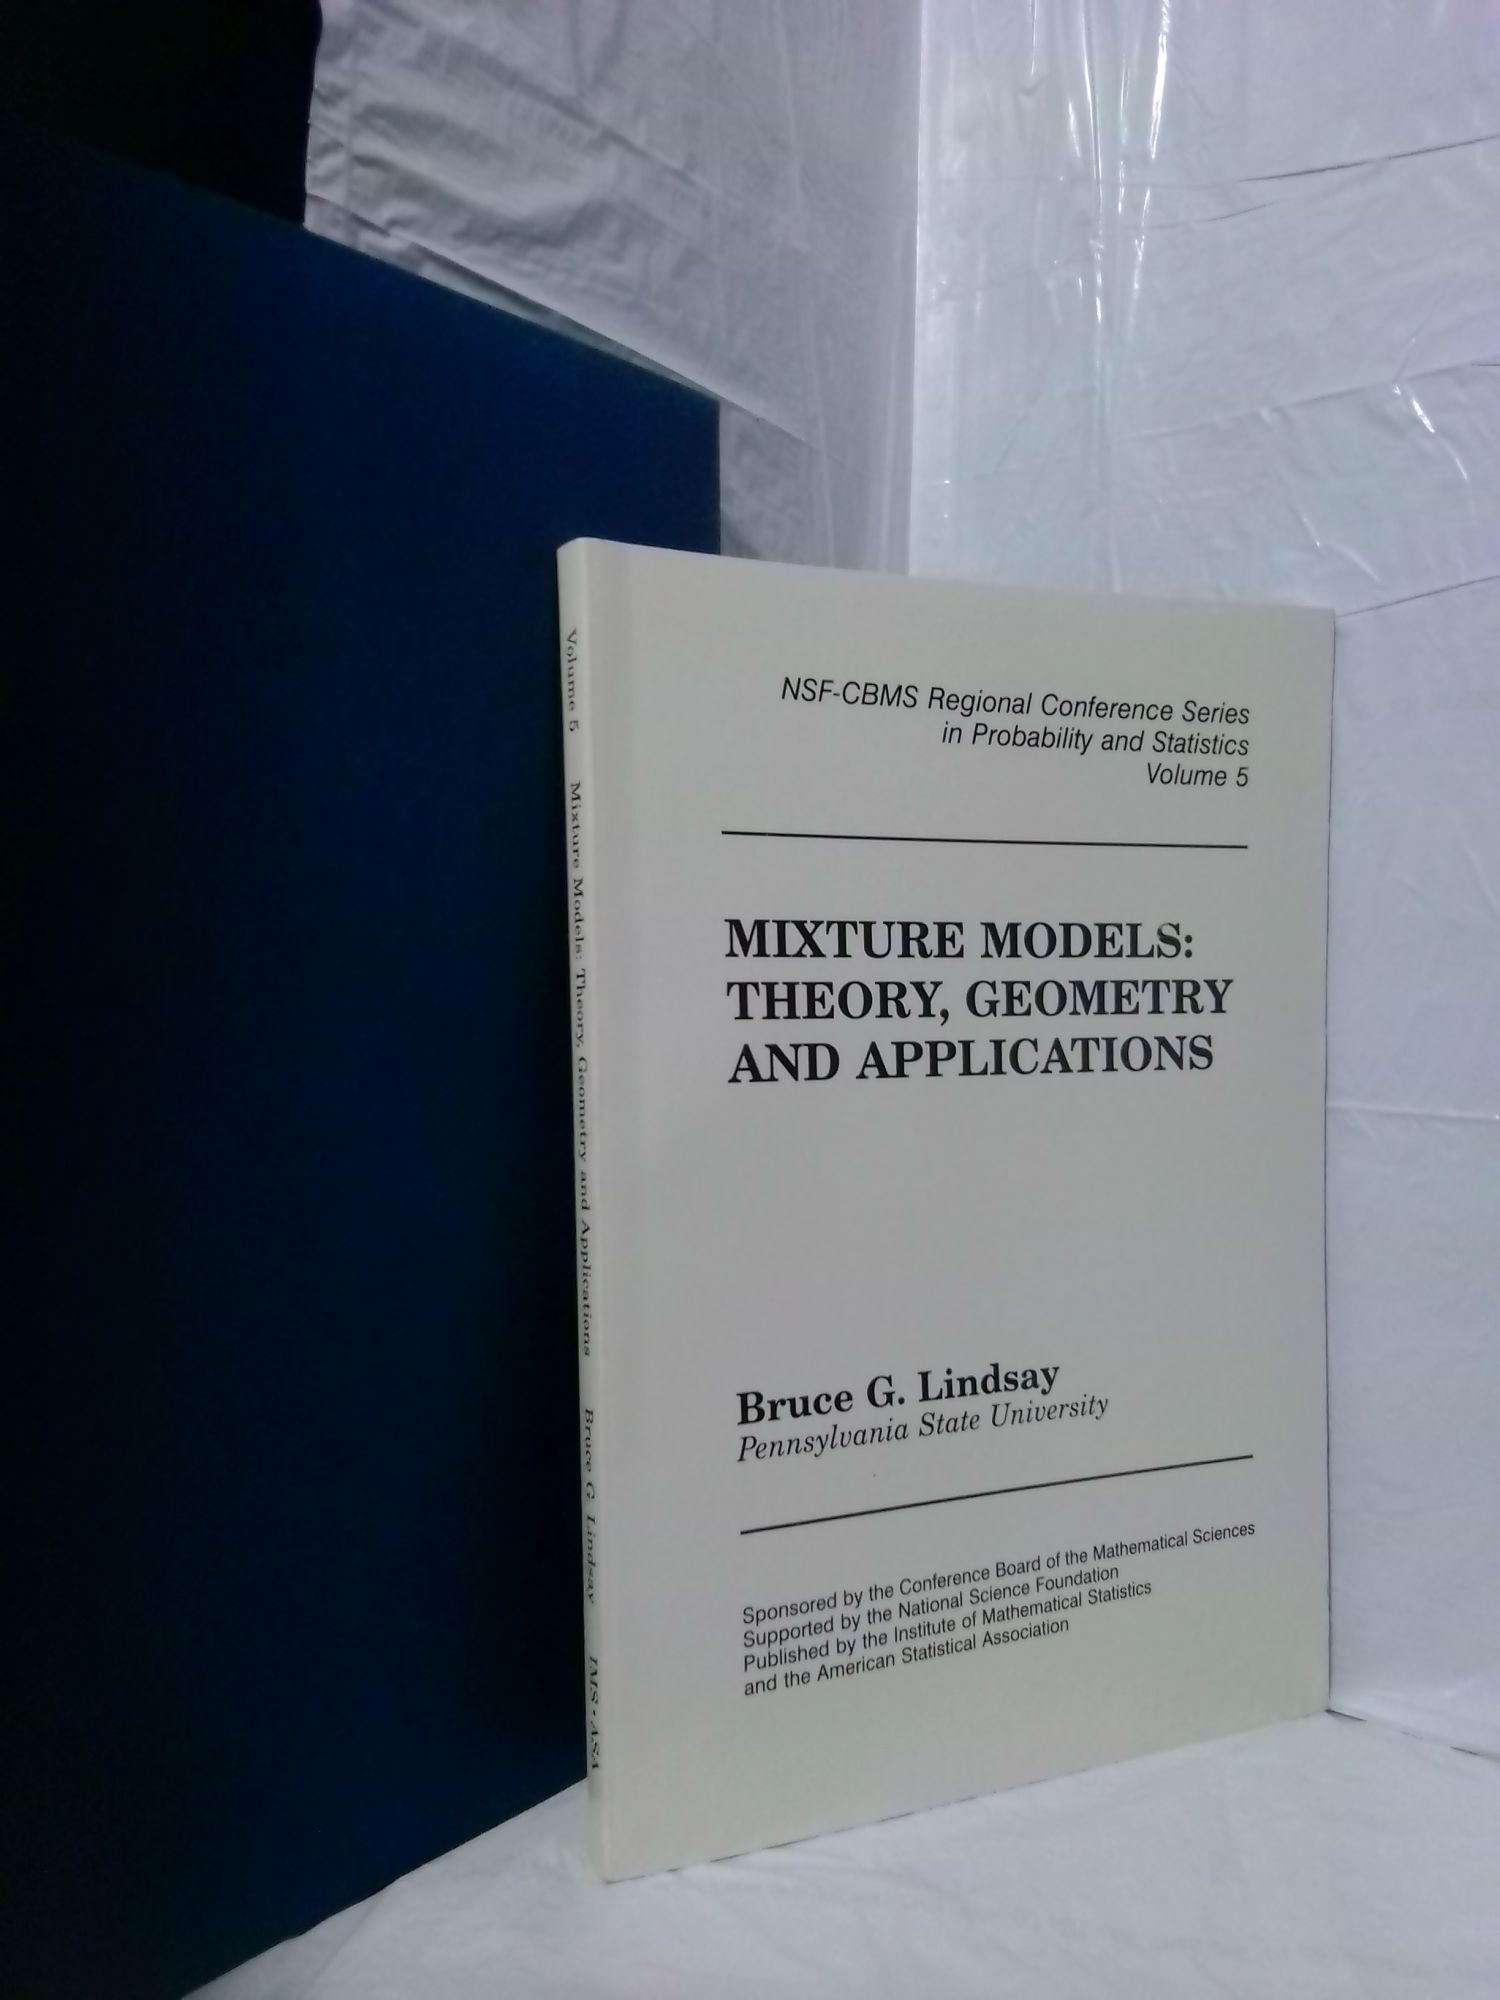 Volume 5 Mixture Models: Theory, Geometry and Applications Bruce G. Lindsay IMS • ASA
NSF-CBMS Regional Conference Series
in Probability and Statistics
Volume 5
MIXTURE MODELS:
THEORY, GEOMETRY
AND APPLICATIONS
Bruce G. Lindsay
Pennsylvania State University
Sponsored by the Conference Board of the Mathematical Sciences
Supported by the National Science Foundation
Published by the Institute of Mathematical Statistics
and the American Statistical Association